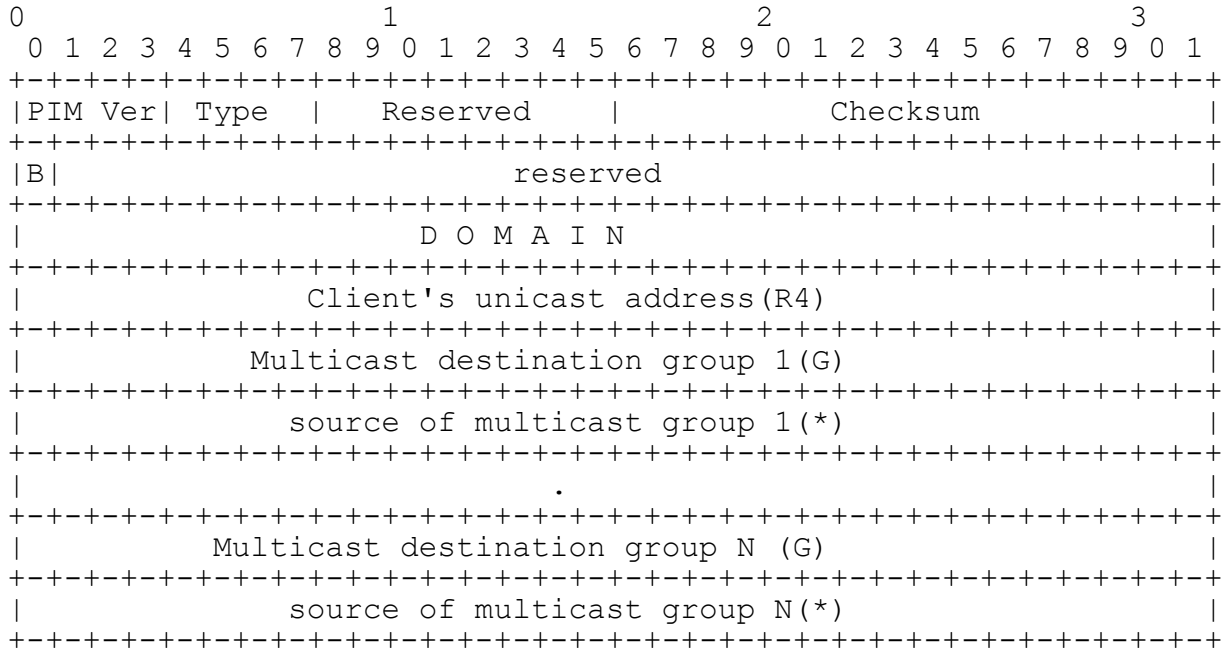 0                   1                   2                   3
 0 1 2 3 4 5 6 7 8 9 0 1 2 3 4 5 6 7 8 9 0 1 2 3 4 5 6 7 8 9 0 1
+-+-+-+-+-+-+-+-+-+-+-+-+-+-+-+-+-+-+-+-+-+-+-+-+-+-+-+-+-+-+-+-+
|PIM Ver| Type  |   Reserved    |           Checksum            |
+-+-+-+-+-+-+-+-+-+-+-+-+-+-+-+-+-+-+-+-+-+-+-+-+-+-+-+-+-+-+-+-+
|B|                        reserved                             |
+-+-+-+-+-+-+-+-+-+-+-+-+-+-+-+-+-+-+-+-+-+-+-+-+-+-+-+-+-+-+-+-+
|                     D O M A I N                               |
+-+-+-+-+-+-+-+-+-+-+-+-+-+-+-+-+-+-+-+-+-+-+-+-+-+-+-+-+-+-+-+-+
|               Client's unicast address(R4)                    |
+-+-+-+-+-+-+-+-+-+-+-+-+-+-+-+-+-+-+-+-+-+-+-+-+-+-+-+-+-+-+-+-+
|            Multicast destination group 1(G)                   |
+-+-+-+-+-+-+-+-+-+-+-+-+-+-+-+-+-+-+-+-+-+-+-+-+-+-+-+-+-+-+-+-+
|              source of multicast group 1(*)                   |
+-+-+-+-+-+-+-+-+-+-+-+-+-+-+-+-+-+-+-+-+-+-+-+-+-+-+-+-+-+-+-+-+
|                            .                                  |
+-+-+-+-+-+-+-+-+-+-+-+-+-+-+-+-+-+-+-+-+-+-+-+-+-+-+-+-+-+-+-+-+
|          Multicast destination group N (G)                    |
+-+-+-+-+-+-+-+-+-+-+-+-+-+-+-+-+-+-+-+-+-+-+-+-+-+-+-+-+-+-+-+-+
|              source of multicast group N(*)                   |
+-+-+-+-+-+-+-+-+-+-+-+-+-+-+-+-+-+-+-+-+-+-+-+-+-+-+-+-+-+-+-+-+